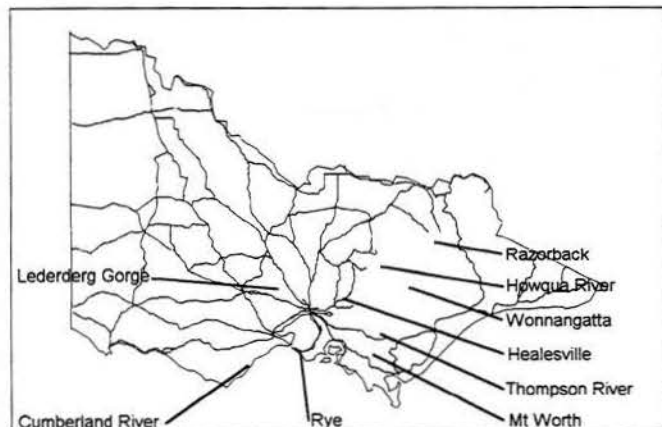 Razorback
Lederderg Gorge
Howqua River
Wonnangatta
Healesville
Thompson River
Cumberland River
Rye
Mt Worth